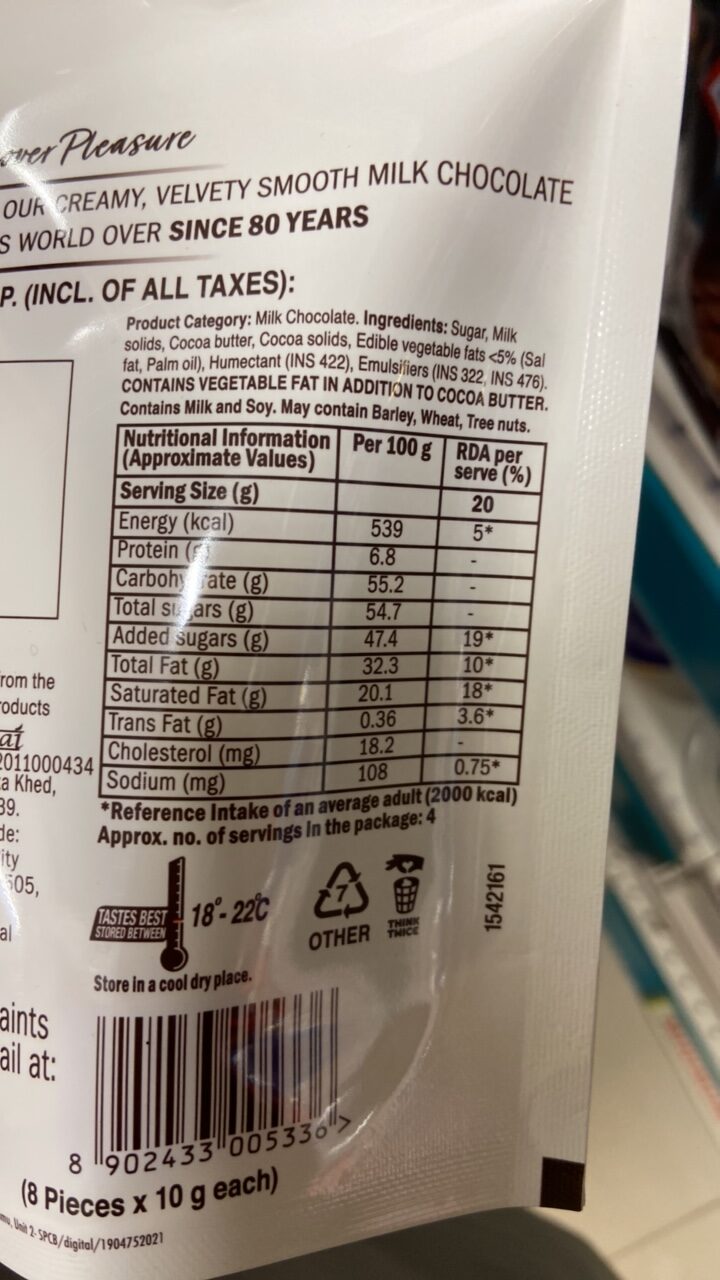 over Pleasure
OUR CREAMY, VELVETY SMOOTH MILK CHOCOLATE
S WORLD OVER SINCE 80 YEARS
P. (INCL. OF ALL TAXES):
Product Category: Milk Chocolate. Ingredients: Sugar, Milk
solids, Cocoa butter, Cocoa solids, Edible vegetable fats <5% (Sal
fat, Palm oil), Humectant (INS 422), Emulsifiers (INS 322, INS 476).
CONTAINS VEGETABLE FAT IN ADDITION TO COCOA BUTTER.
Contains Milk and Soy. May contain Barley, Wheat, Tree nuts.
Nutritional Information (Approximate Values) Per 100 g RDA per serve (%)
Serving Size (g) 20
Energy (kcal) 539 5*
Protein (g) 6.8 -
Carbohydrate (g) 55.2 -
Total sugars (g) 54.7 -
Added sugars (g) 47.4 19*
Total Fat (g) 32.3 10*
Saturated Fat (g) 20.1 18*
Trans Fat (g) 0.36 3.6*
Cholesterol (mg) 18.2 -
Sodium (mg) 108 0.75*
*Reference Intake of an average adult (2000 kcal)
Approx. no. of servings in the package: 4
rom the
roducts
2011000434
a Khed,
39.
de:
ity
505,
al
TASTES BEST
STORED BETWEEN
18°- 22°C
7
OTHER
THINK
TWICE
1542161
Store in a cool dry place.
aints
ail at:
8 902433 005336 >
(8 Pieces x 10 g each)
Unit 2- SPCB/digital/1904752021